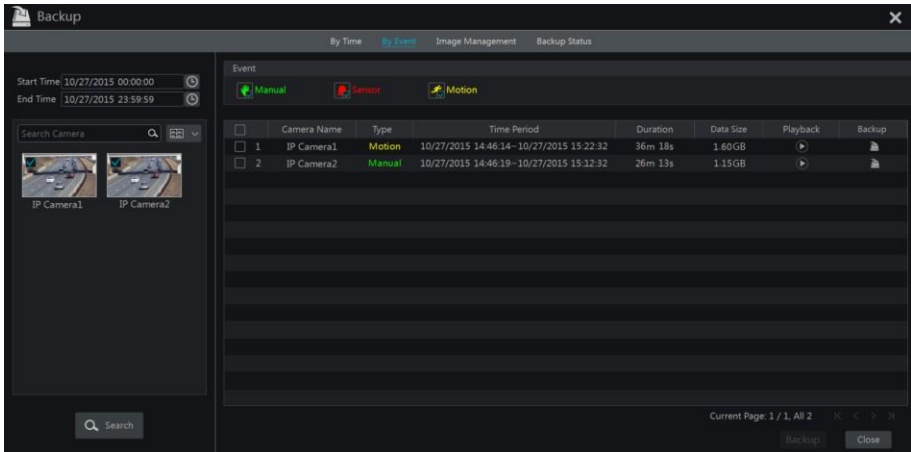 Backup
By Time By Event Image Management Backup Status
Start Time 10/27/2015 00:00:00
End Time 10/27/2015 23:59:59
Search Camera
IP Camera1 IP Camera2
Search
Event
Manual Sensor Motion
Camera Name Type Time Period Duration Data Size Playback Backup
1 IP Camera1 Motion 10/27/2015 14:46:14--10/27/2015 15:22:32 36m 18s 1.60GB
2 IP Camera2 Manual 10/27/2015 14:46:19--10/27/2015 15:12:32 26m 13s 1.15GB
Current Page: 1 / 1, All 2
Backup Close